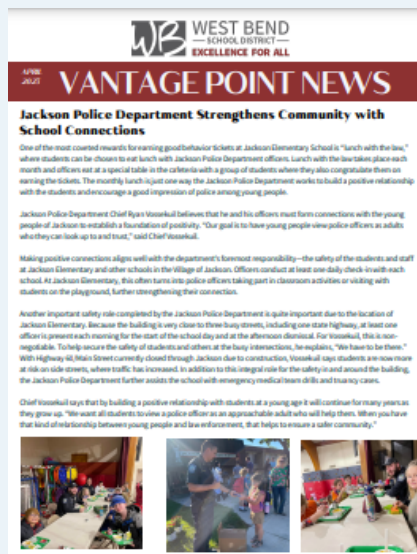 WB WEST BEND
SCHOOL DISTRICT
EXCELLENCE FOR ALL
APRIL
2025
VANTAGE POINT NEWS
Jackson Police Department Strengthens Community with
School Connections
One of the most coveted rewards for earning good behavior tickets at Jackson Elementary School is "lunch with the law,"
where students can be chosen to eat lunch with Jackson Police Department officers. Lunch with the law takes place each
month and officers eat at a special table in the cafeteria with a group of students where they also congratulate them on
earning the tickets. The monthly lunch is just one way the Jackson Police Department works to build a positive relationship
with the students and encourage a good impression of police among young people.
Jackson Police Department Chief Ryan Vossekuil believes that he and his officers must form connections with the young
people of Jackson to establish a foundation of positivity. "Our goal is to have young people view police officers as adults
who they can look up to and trust," said Chief Vossekuil.
Making positive connections aligns well with the department's foremost responsibility—the safety of the students and staff
at Jackson Elementary and other schools in the Village of Jackson. Officers conduct at least one daily check-in with each
school. At Jackson Elementary, this often turns into police officers taking part in classroom activities or visiting with
students on the playground, further strengthening their connection.
Another important safety role completed by the Jackson Police Department is quite important due to the location of
Jackson Elementary. Because the building is very close to three busy streets, including one state highway, at least one
officer is present each morning for the start of the school day and at the afternoon dismissal. For Vossekuil, this is non-
negotiable. To help secure the safety of students and others at the busy intersections, he explains, "We have to be there."
With Highway 60/Main Street currently closed through Jackson due to construction, Vossekuil says students are now more
at risk on side streets, where traffic has increased. In addition to this integral role for the safety in and around the building,
the Jackson Police Department further assists the school with emergency medical team drills and truancy cases.
Chief Vossekuil says that by building a positive relationship with students at a young age it will continue for many years as
they grow up. "We want all students to view a police officer as an approachable adult who will help them. When you have
that kind of relationship between young people and law enforcement, that helps to ensure a safer community."